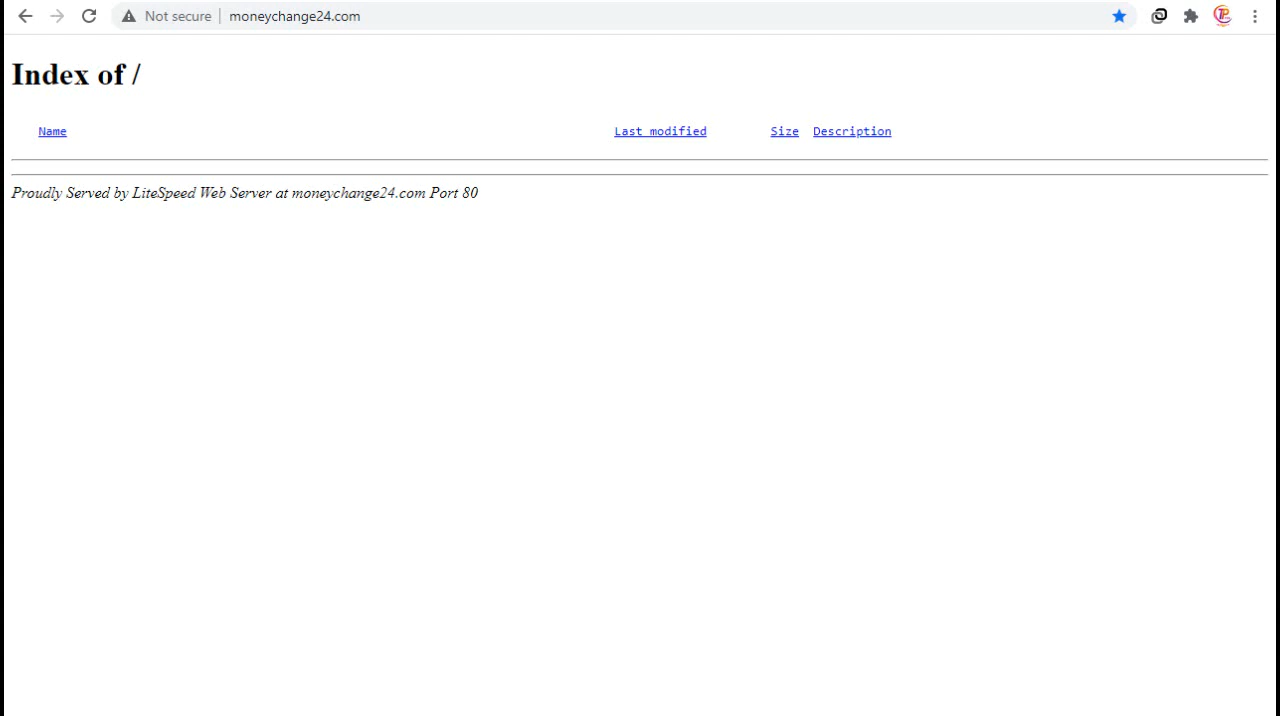 Not secure moneychange24.com
Index of /
Name Last modified Size Description
Proudly Served by LiteSpeed Web Server at moneychange24.com Port 80